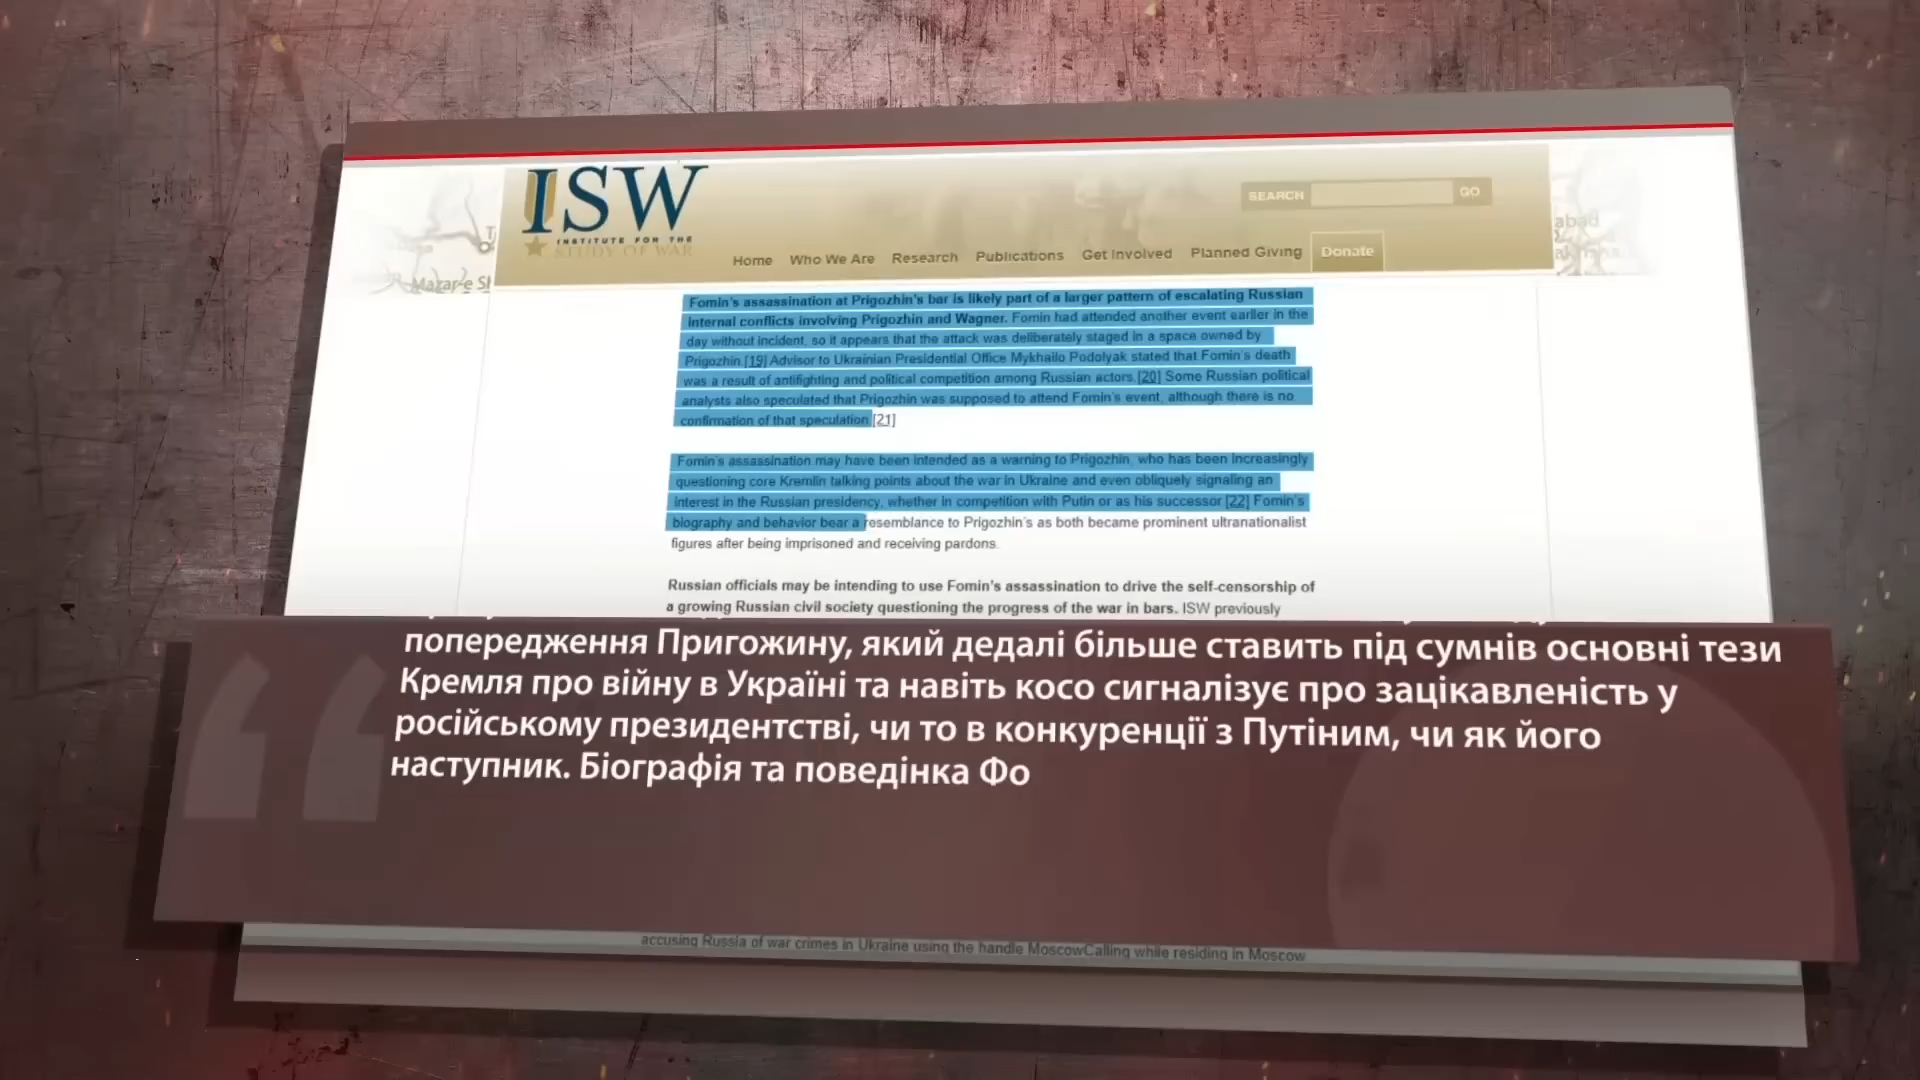 ISW
INSTITUTE FOR THE
STUDY OF WAR
SEARCH GO
Home Who We Are Research Publications Get Involved Planned Giving Donate
Mazar-e
abad
Fomin's assassination at Prigozhin's bar is likely part of a larger pattern of escalating Russian
internal conflicts involving Prigozhin and Wagner. Fomin had attended another event earlier in the
day without incident, so it appears that the attack was deliberately staged in a space owned by
Prigozhin.[19] Advisor to Ukrainian Presidential Office Mykhailo Podolyak stated that Fomin's death
was a result of antifighting and political competition among Russian actors.[20] Some Russian political
analysts also speculated that Prigozhin was supposed to attend Fomin's event, although there is no
confirmation of that speculation.[21]
Fomin's assassination may have been intended as a warning to Prigozhin, who has been increasingly
questioning core Kremlin talking points about the war in Ukraine and even obliquely signaling an
interest in the Russian presidency, whether in competition with Putin or as his successor.[22] Fomin's
biography and behavior bear a resemblance to Prigozhin's as both became prominent ultranationalist
figures after being imprisoned and receiving pardons.
Russian officials may be intending to use Fomin's assassination to drive the self-censorship of
a growing Russian civil society questioning the progress of the war in bars. ISW previously
попередження Пригожину, який дедалі більше ставить під сумнів основні тези
Кремля про війну в Україні та навіть косо сигналізує про зацікавленість у
російському президентстві, чи то в конкуренції з Путіним, чи як його
наступник. Біографія та поведінка Фо
accusing Russia of war crimes in Ukraine using the handle MoscowCalling while residing in Moscow